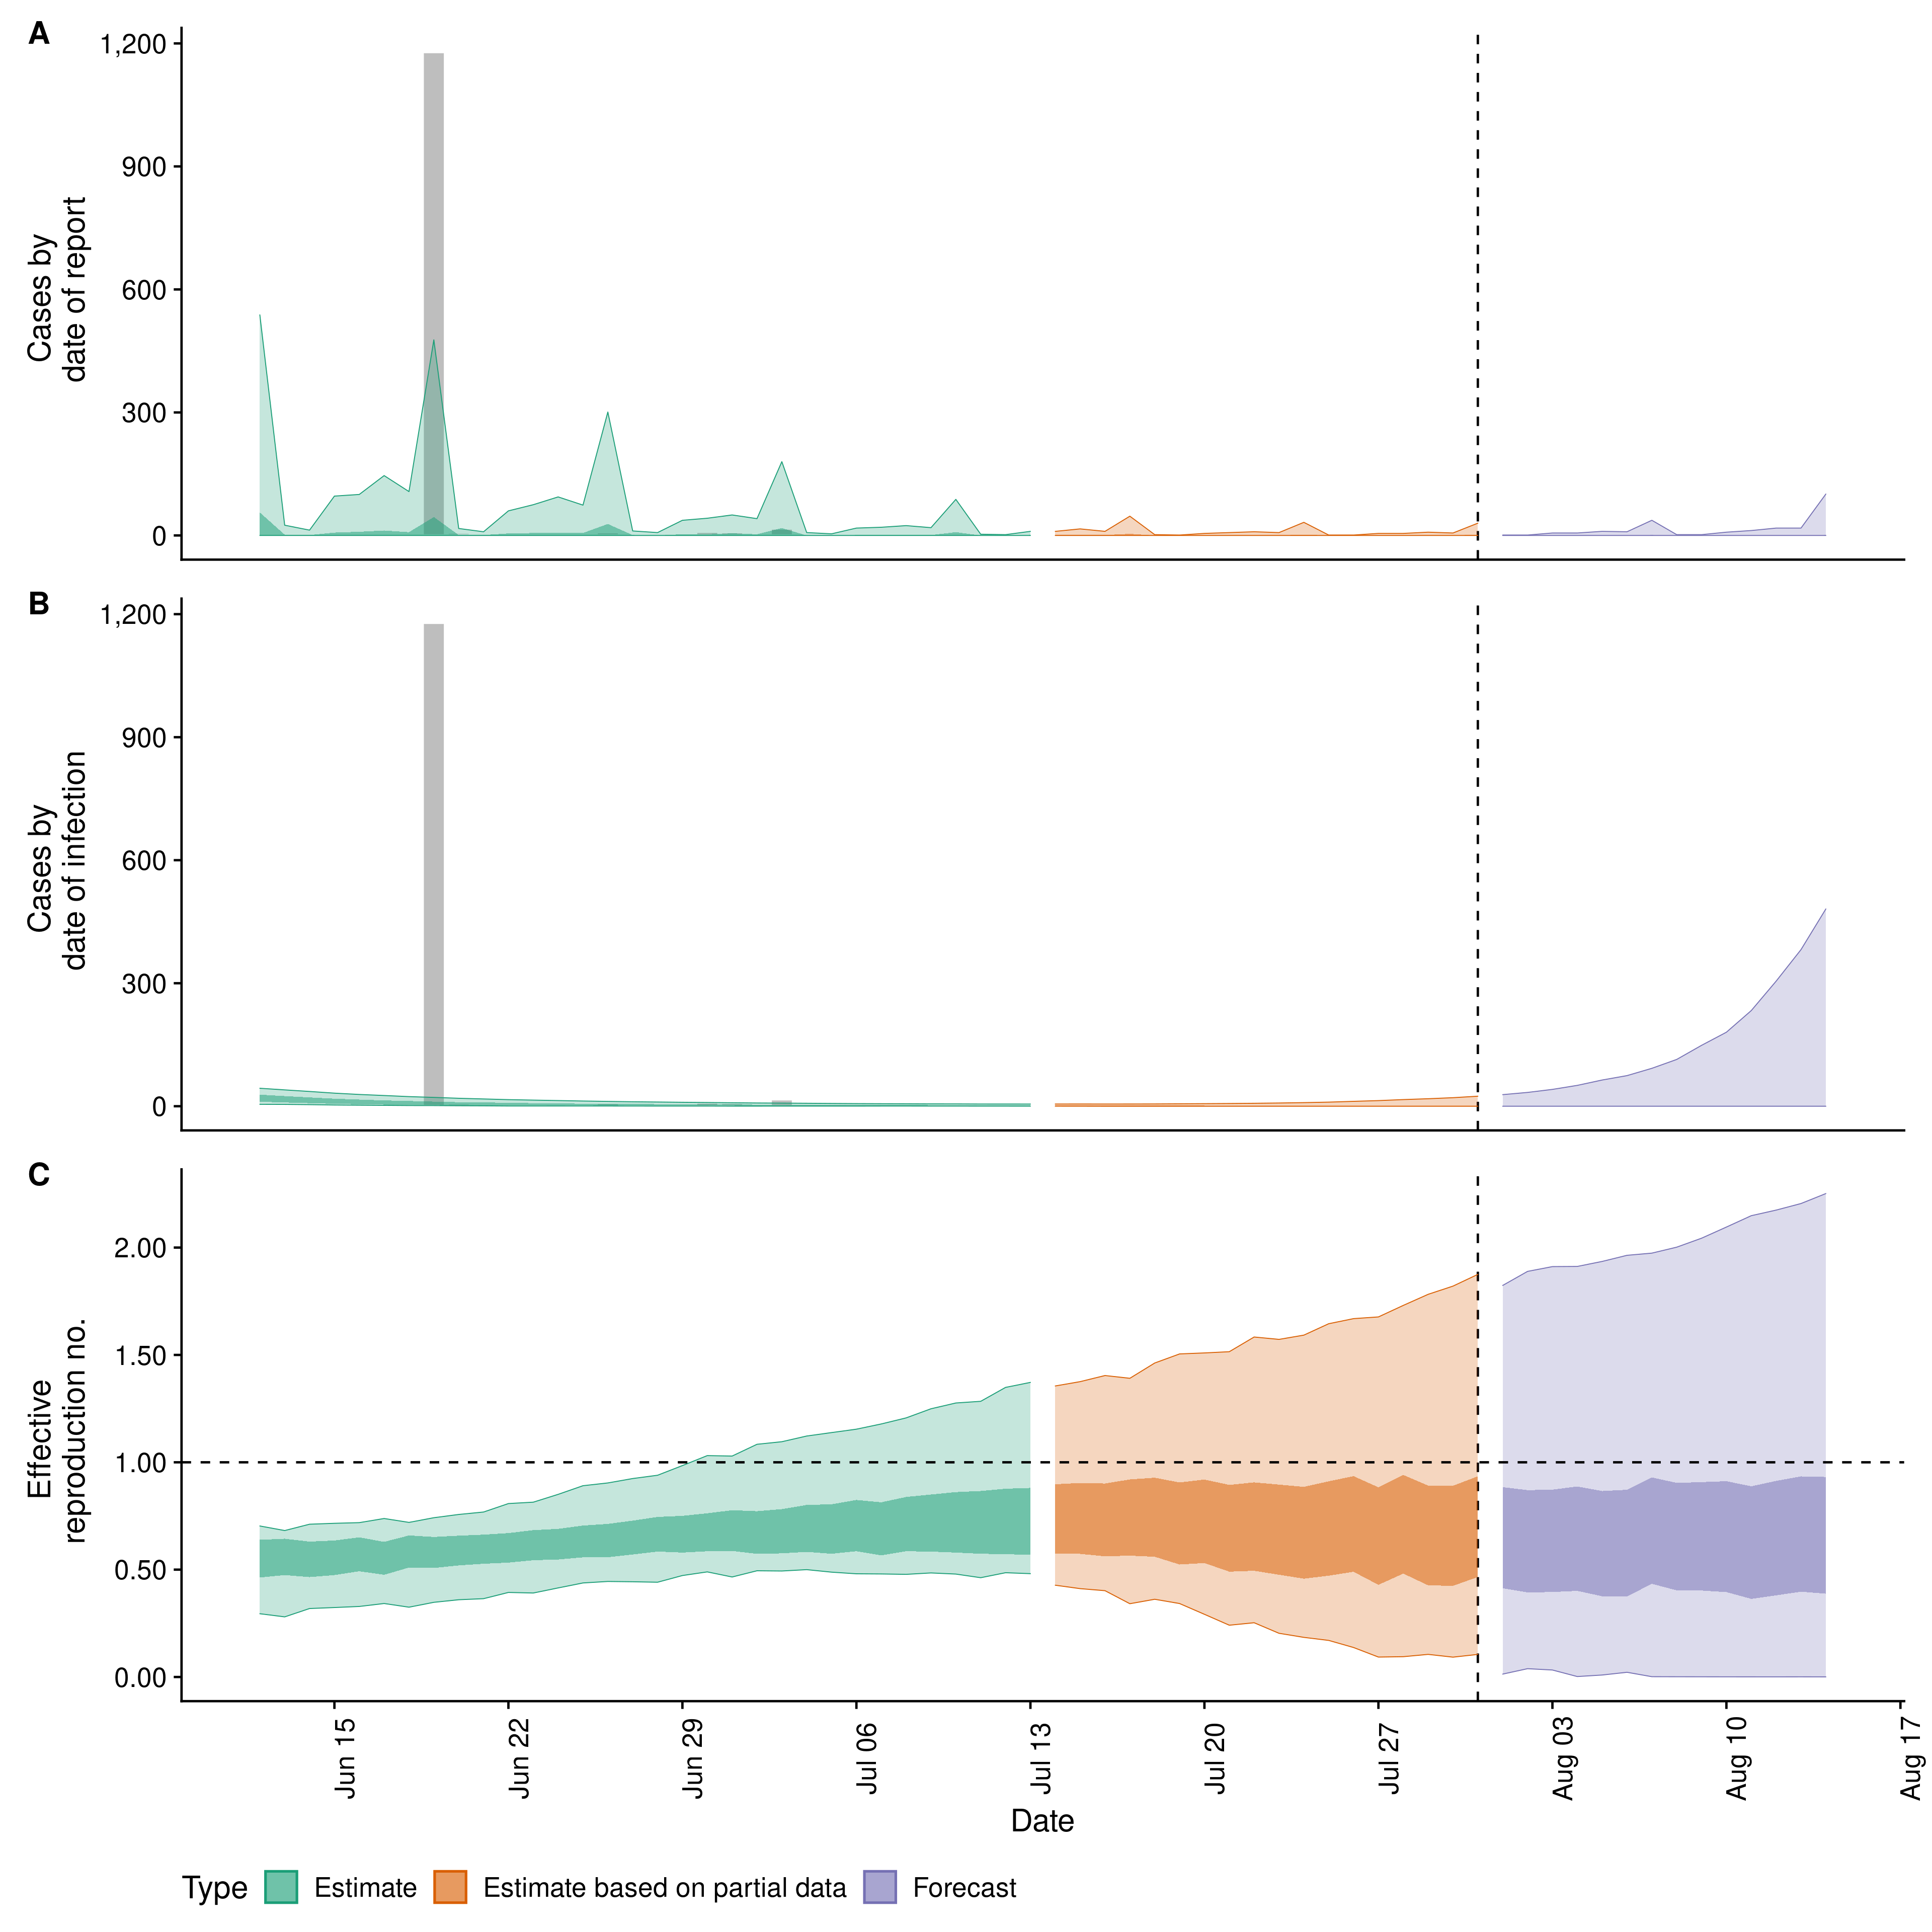 A
1,200
900
600
300
0
Cases by
date of report
B
1,200
900
600
300
0
Cases by
date of infection
C
2.00
1.50
1.00
0.50
0.00
Effective
reproduction no.
Jun 15
Jun 22
Jun 29
Jul 06
Jul 13
Jul 20
Jul 27
Aug 03
Aug 10
Aug 17
Date
Type Estimate Estimate based on partial data Forecast